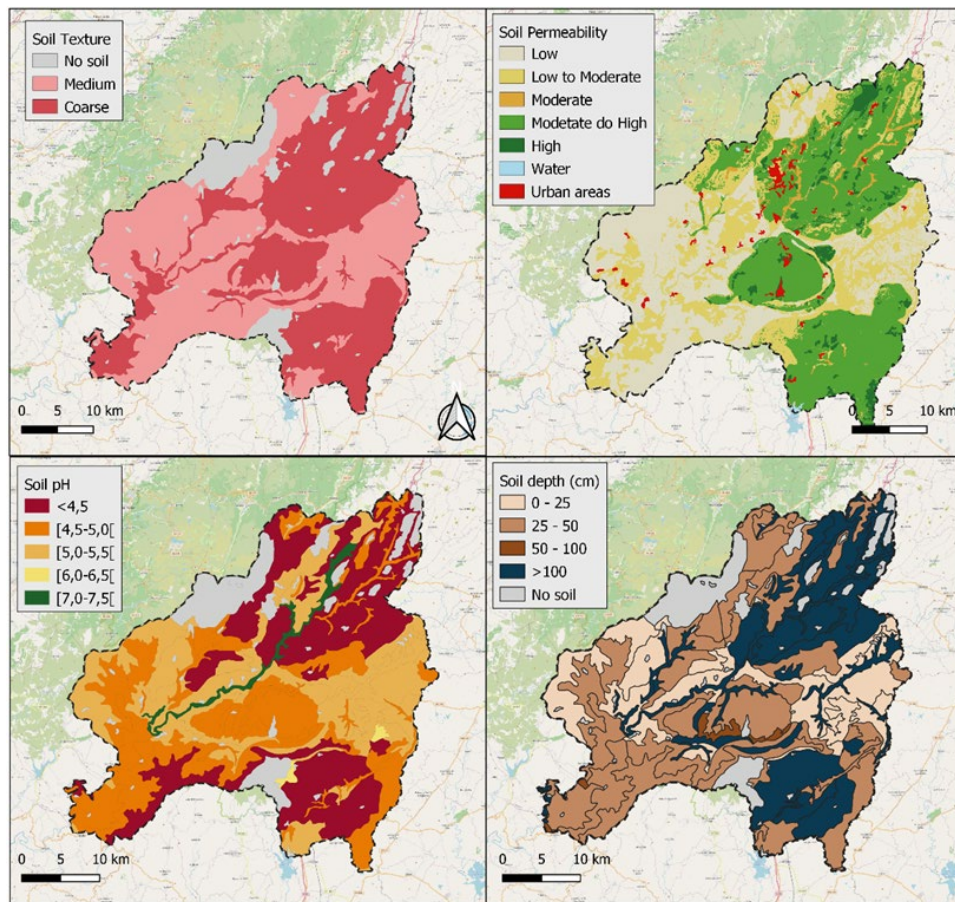 Soil Texture
No soil
Medium
Coarse
0 5 10 km
Soil Permeability
Low
Low to Moderate
Moderate
Modetate do High
High
Water
Urban areas
0 5 10 km
Soil pH
<4,5
[4,5-5,0[
[5,0-5,5[
[6,0-6,5[
[7,0-7,5[
0 5 10 km
Soil depth (cm)
0 - 25
25 - 50
50 - 100
>100
No soil
0 5 10 km